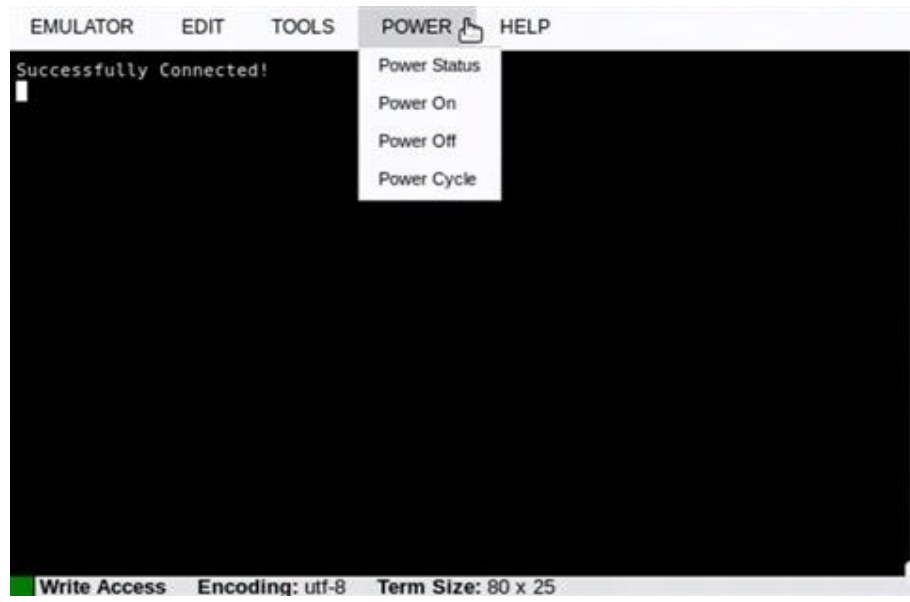 EMULATOR EDIT TOOLS POWER HELP
Successfully Connected!
Power Status
Power On
Power Off
Power Cycle
Write Access Encoding: utf-8 Term Size: 80 x 25